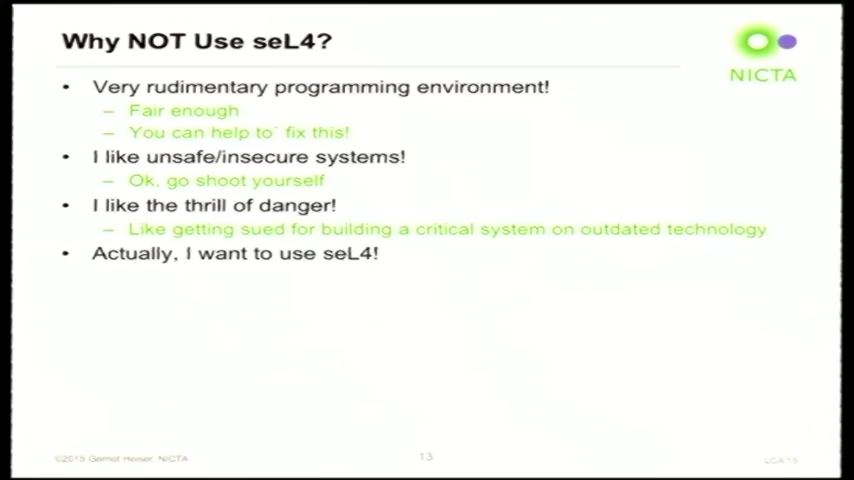 Why NOT Use seL4?
NICTA
• Very rudimentary programming environment!
– Fair enough
– You can help to` fix this!
• I like unsafe/insecure systems!
– Ok, go shoot yourself
• I like the thrill of danger!
– Like getting sued for building a critical system on outdated technology
• Actually, I want to use seL4!
©2015 Gernot Heiser NICTA
13
LCA'15